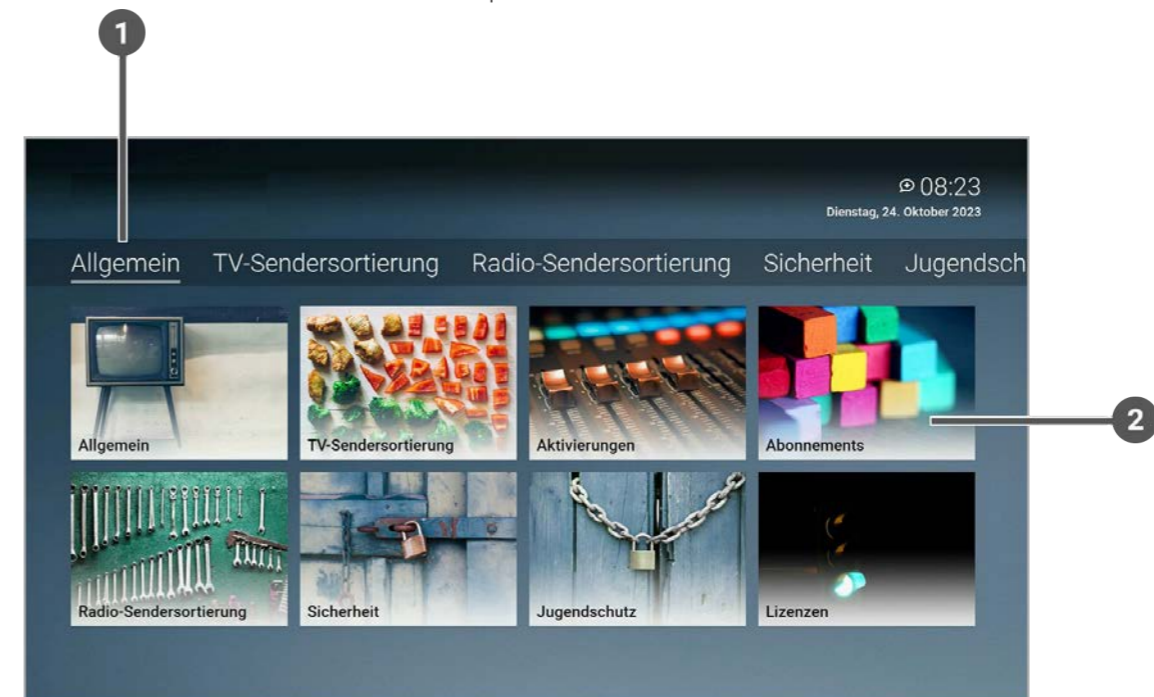 1
08:23
Dienstag, 24. Oktober 2023
Allgemein TV-Sendersortierung Radio-Sendersortierung Sicherheit Jugendsch
Allgemein TV-Sendersortierung Aktivierungen Abonnements
2
Radio-Sendersortierung Sicherheit Jugendschutz Lizenzen